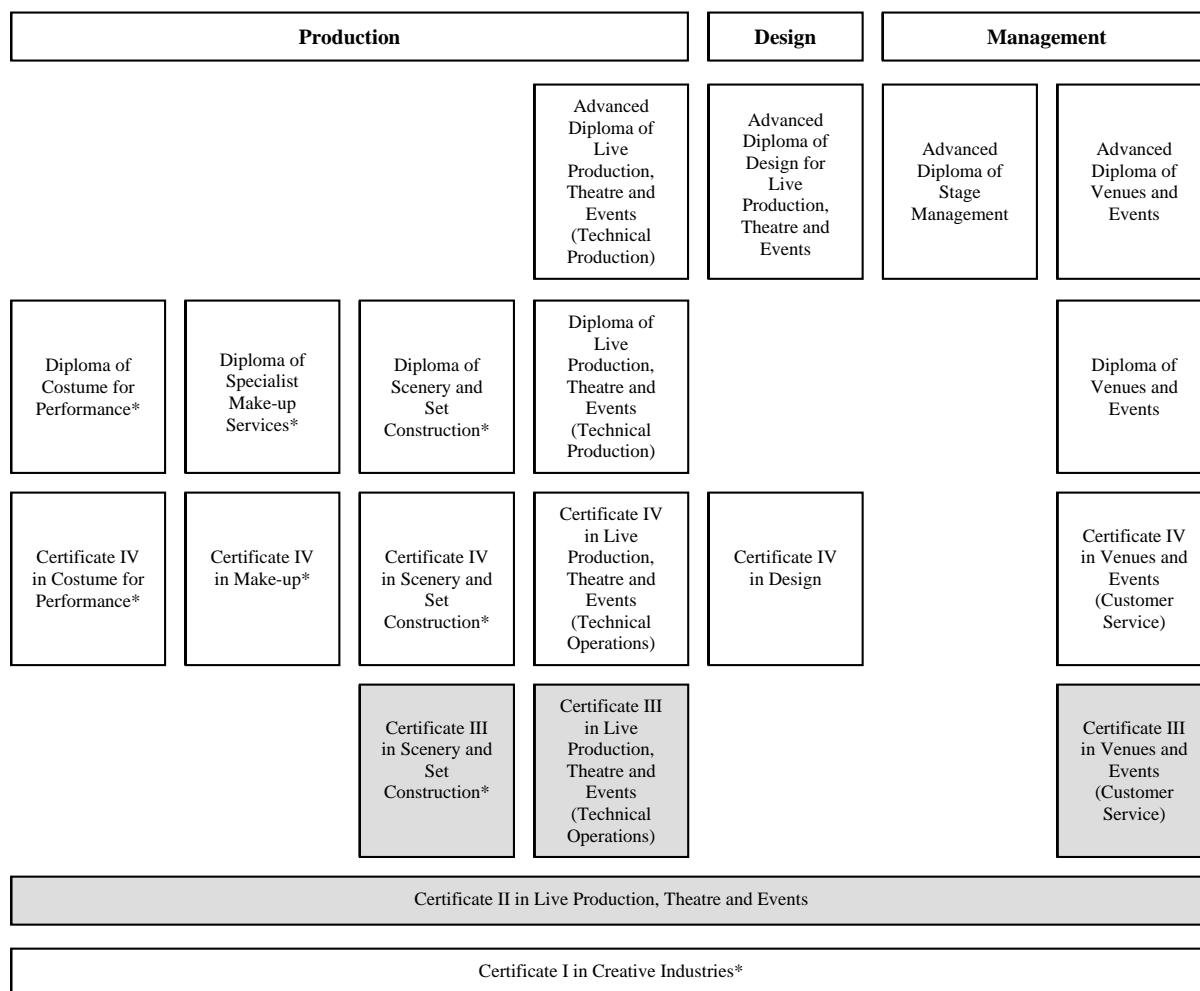 Production
Design
Management
Advanced
Diploma of
Live
Production,
Theatre and
Events
(Technical
Production)
Advanced
Diploma of
Design for
Live
Production,
Theatre and
Events
Advanced
Diploma of
Stage
Management
Advanced
Diploma of
Venues and
Events
Diploma of
Costume for
Performance*
Diploma of
Specialist
Make-up
Services*
Diploma of
Scenery and
Set
Construction*
Diploma of
Live
Production,
Theatre and
Events
(Technical
Production)
Diploma of
Venues and
Events
Certificate IV
in Costume for
Performance*
Certificate IV
in Make-up*
Certificate IV
in Scenery and
Set
Construction*
Certificate IV
in Live
Production,
Theatre and
Events
(Technical
Operations)
Certificate IV
in Design
Certificate IV
in Venues and
Events
(Customer
Service)
Certificate III
in Scenery and
Set
Construction*
Certificate III
in Live
Production,
Theatre and
Events
(Technical
Operations)
Certificate III
in Venues and
Events
(Customer
Service)
Certificate II in Live Production, Theatre and Events
Certificate I in Creative Industries*